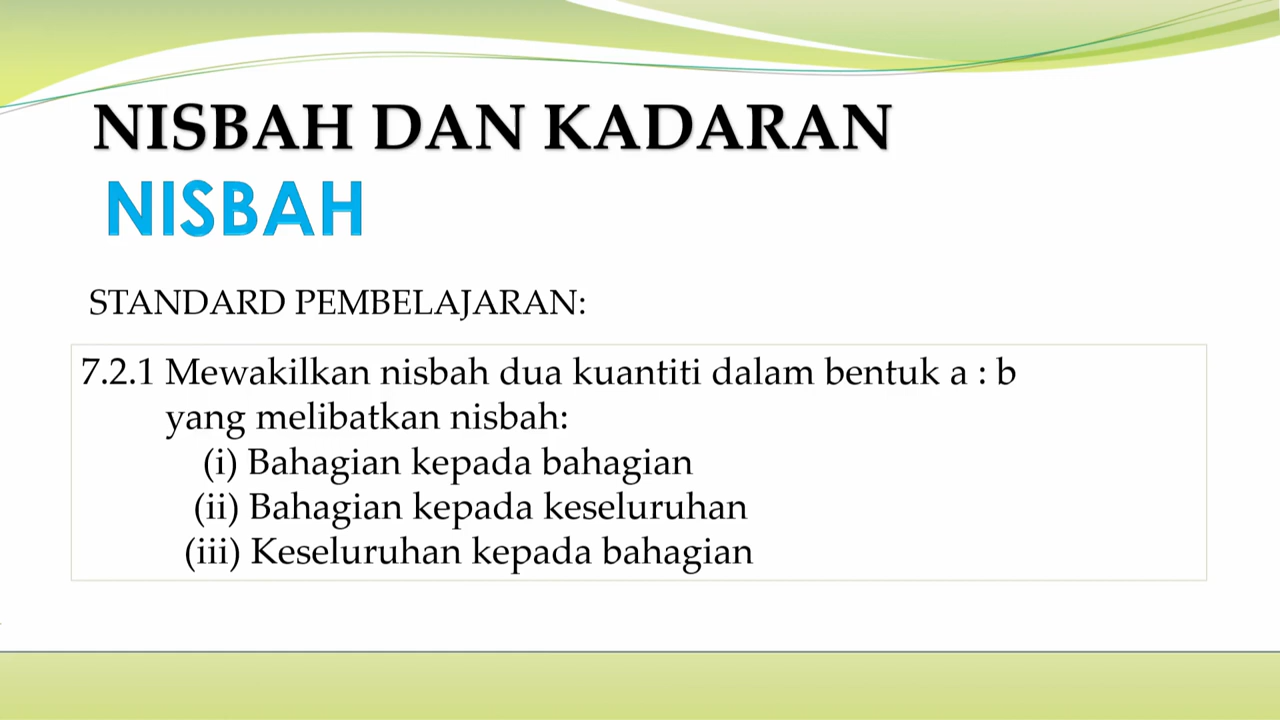 NISBAH DAN KADARAN
NISBAH
STANDARD PEMBELAJARAN:
7.2.1 Mewakilkan nisbah dua kuantiti dalam bentuk a : b
yang melibatkan nisbah:
(i) Bahagian kepada bahagian
(ii) Bahagian kepada keseluruhan
(iii) Keseluruhan kepada bahagian